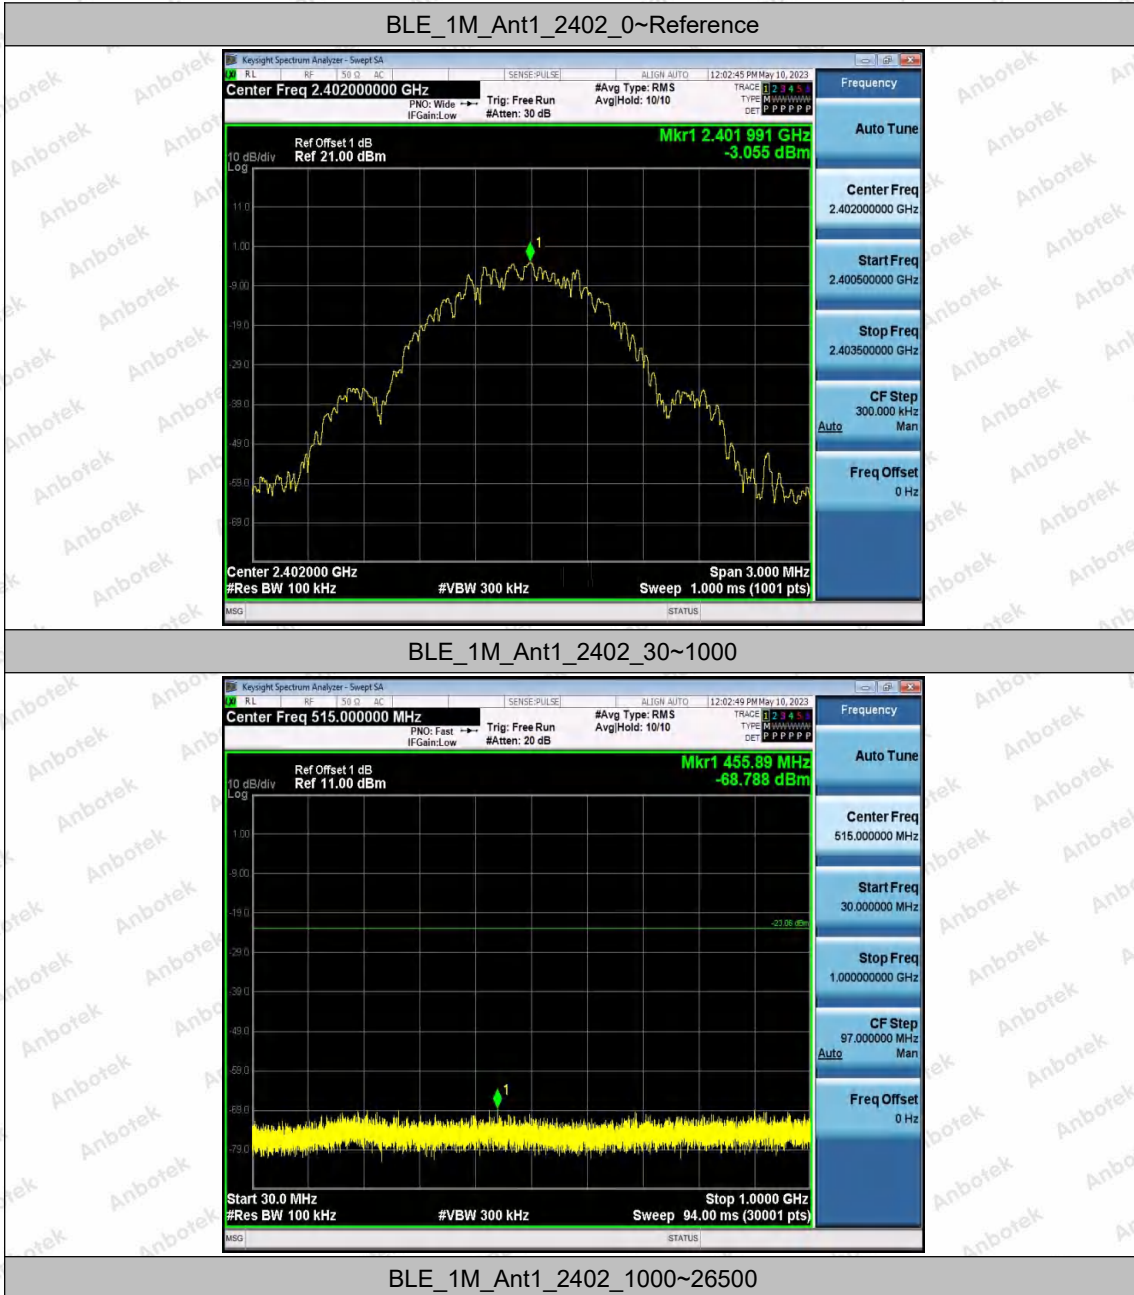 BLE_1M_Ant1_2402_0~Reference
Keysight Spectrum Analyzer - Swept SA
RL RF 50 Ω AC SENSE:PULSE ALIGN AUTO 12:02:45 PM May 10, 2023
Center Freq 2.402000000 GHz
PNO: Wide
IFGain:Low
Trig: Free Run
#Atten: 30 dB
#Avg Type: RMS
Avg|Hold: 10/10
TRACE 1 2 3 4 5 6
TYPE M WWWWW
DET P P P P P P
Frequency
Mkr1 2.401 991 GHz
-3.055 dBm
Ref Offset 1 dB
10 dB/div Ref 21.00 dBm
Log
11.0
1.00
-9.00
-19.0
-29.0
-39.0
-49.0
-59.0
-69.0
1
Center 2.402000 GHz Span 3.000 MHz
#Res BW 100 kHz #VBW 300 kHz Sweep 1.000 ms (1001 pts)
MSG STATUS
Auto Tune
Center Freq
2.402000000 GHz
Start Freq
2.400500000 GHz
Stop Freq
2.403500000 GHz
CF Step
300.000 kHz
Auto Man
Freq Offset
0 Hz
BLE_1M_Ant1_2402_30~1000
Keysight Spectrum Analyzer - Swept SA
RL RF 50 Ω AC SENSE:PULSE ALIGN AUTO 12:02:49 PM May 10, 2023
Center Freq 515.000000 MHz
PNO: Fast
IFGain:Low
Trig: Free Run
#Atten: 20 dB
#Avg Type: RMS
Avg|Hold: 10/10
TRACE 1 2 3 4 5 6
TYPE M WWWWW
DET P P P P P P
Frequency
Mkr1 455.89 MHz
-68.788 dBm
Ref Offset 1 dB
10 dB/div Ref 11.00 dBm
Log
1.00
-9.00
-19.0
-23.06 dBm
-29.0
-39.0
-49.0
-59.0
-69.0
-79.0
1
Start 30.0 MHz Stop 1.0000 GHz
#Res BW 100 kHz #VBW 300 kHz Sweep 94.00 ms (30001 pts)
MSG STATUS
Auto Tune
Center Freq
515.000000 MHz
Start Freq
30.000000 MHz
Stop Freq
1.000000000 GHz
CF Step
97.000000 MHz
Auto Man
Freq Offset
0 Hz
BLE_1M_Ant1_2402_1000~26500
Anbotek